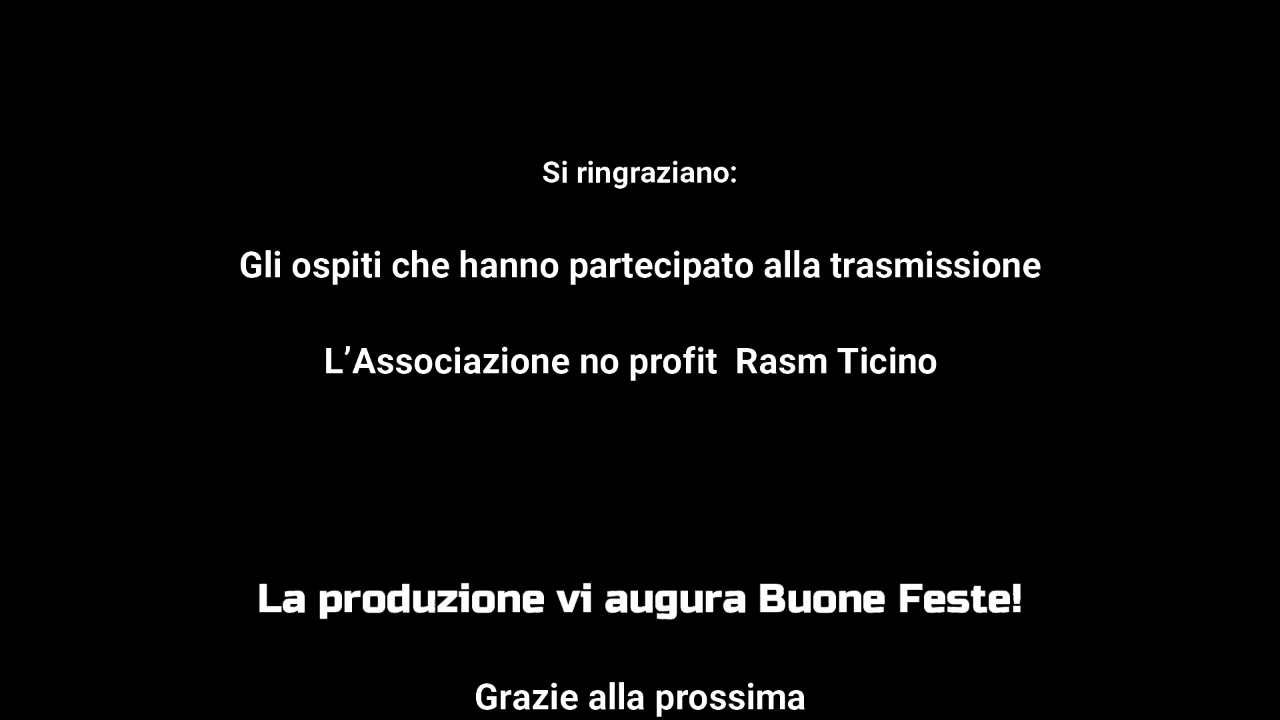 Si ringraziano:
Gli ospiti che hanno partecipato alla trasmissione
L’Associazione no profit  Rasm Ticino
La produzione vi augura Buone Feste!
Grazie alla prossima